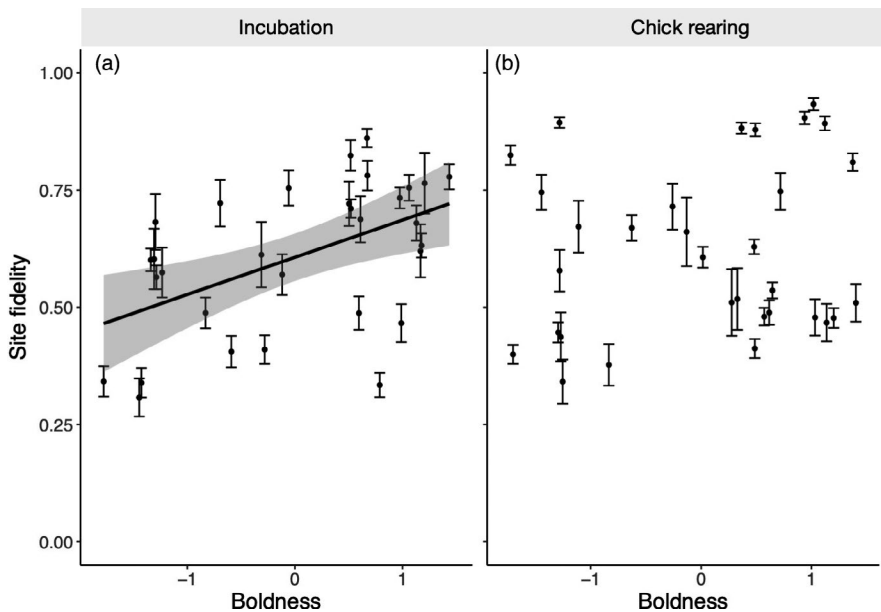 Incubation
Chick rearing
(a)
(b)
1.00
0.75
0.50
0.25
0.00
Site fidelity
−1
0
1
−1
0
1
Boldness
Boldness